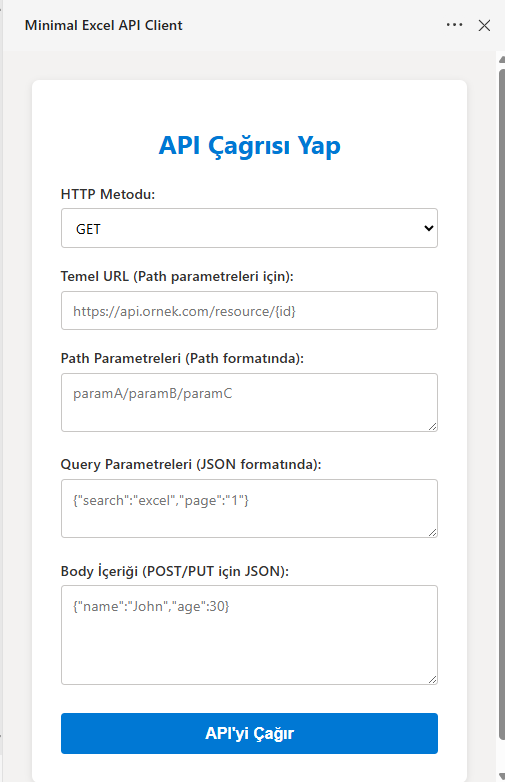 Minimal Excel API Client
API Çağrısı Yap
HTTP Metodu:
GET
Temel URL (Path parametreleri için):
https://api.ornek.com/resource/{id}
Path Parametreleri (Path formatında):
paramA/paramB/paramC
Query Parametreleri (JSON formatında):
{"search":"excel","page":"1"}
Body İçeriği (POST/PUT için JSON):
{"name":"John","age":30}
API'yi Çağır